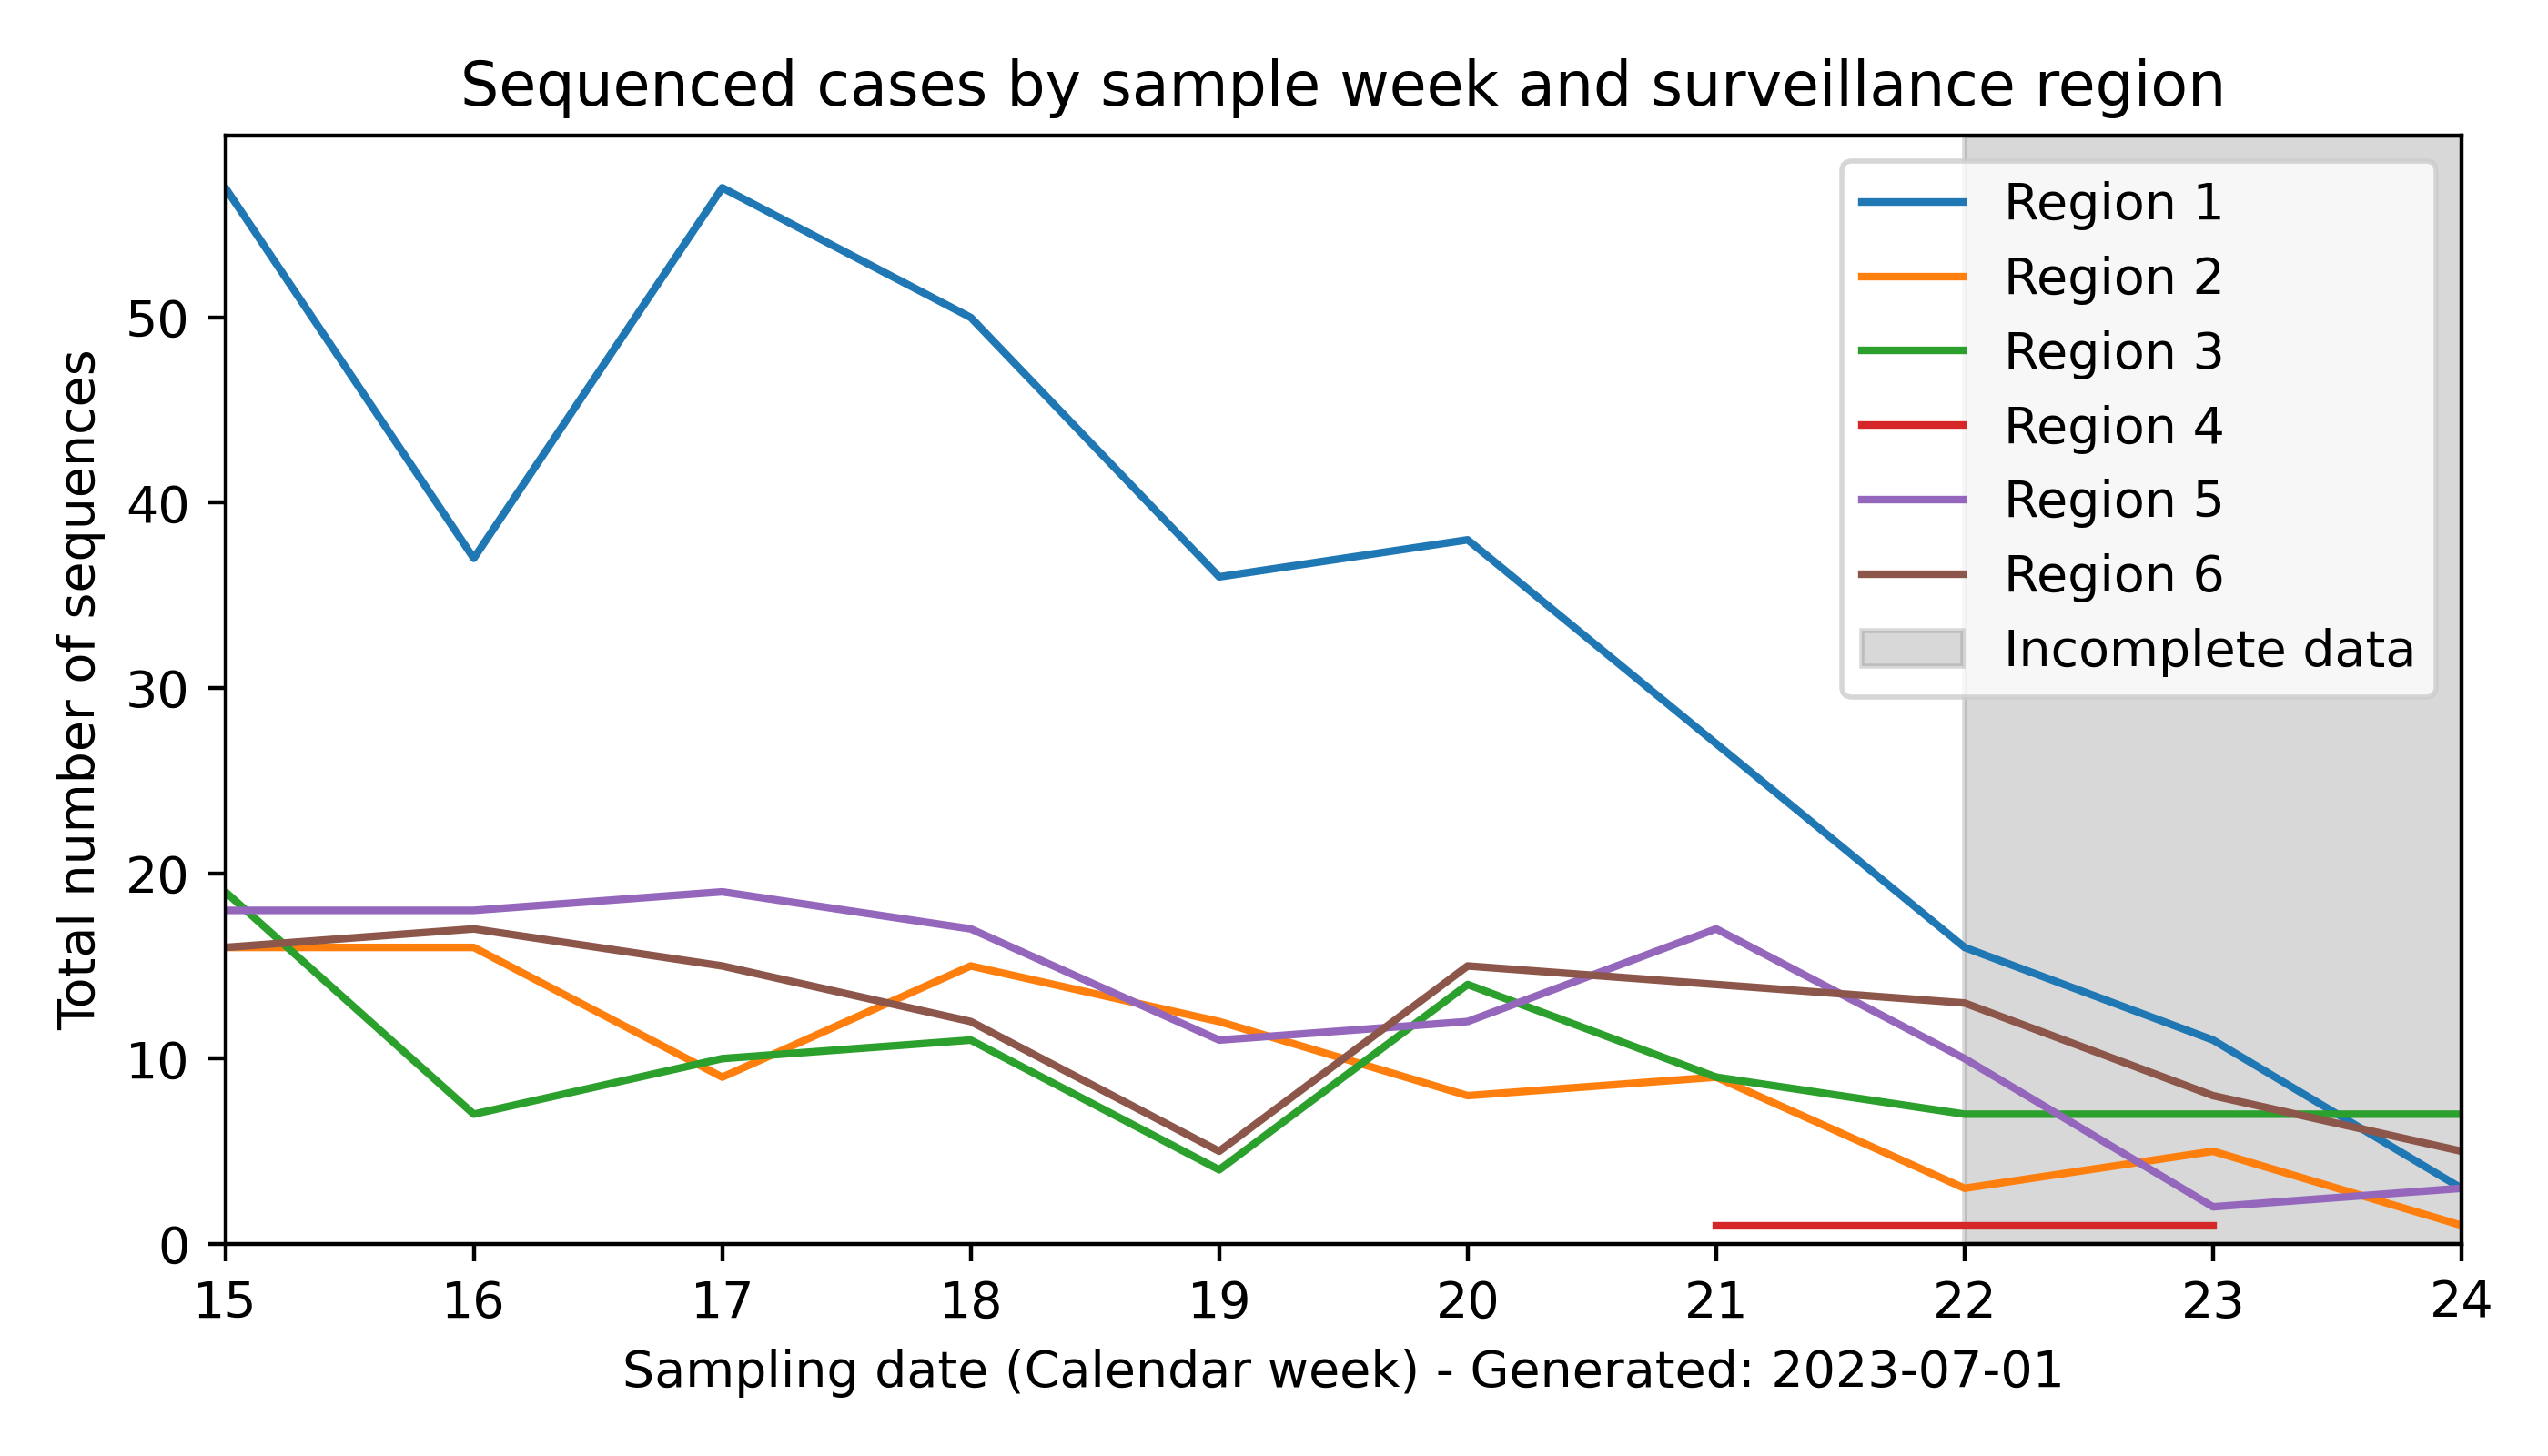 Sequenced cases by sample week and surveillance region
Total number of sequences
50
40
30
20
10
0
Region 1
Region 2
Region 3
Region 4
Region 5
Region 6
Incomplete data
15 16 17 18 19 20 21 22 23 24
Sampling date (Calendar week) - Generated: 2023-07-01